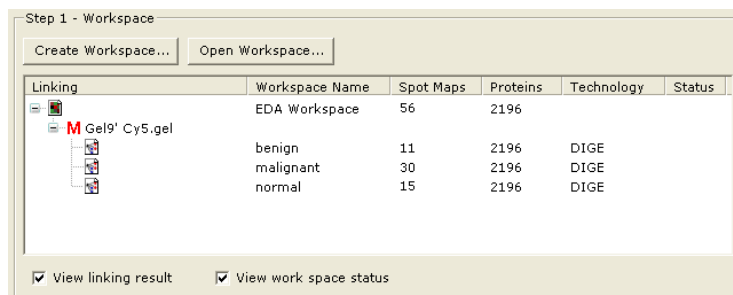 Step 1 - Workspace
Create Workspace... Open Workspace...
Linking Workspace Name Spot Maps Proteins Technology Status
EDA Workspace 56 2196
M Gel9' Cy5.gel
benign 11 2196 DIGE
malignant 30 2196 DIGE
normal 15 2196 DIGE
View linking result View work space status